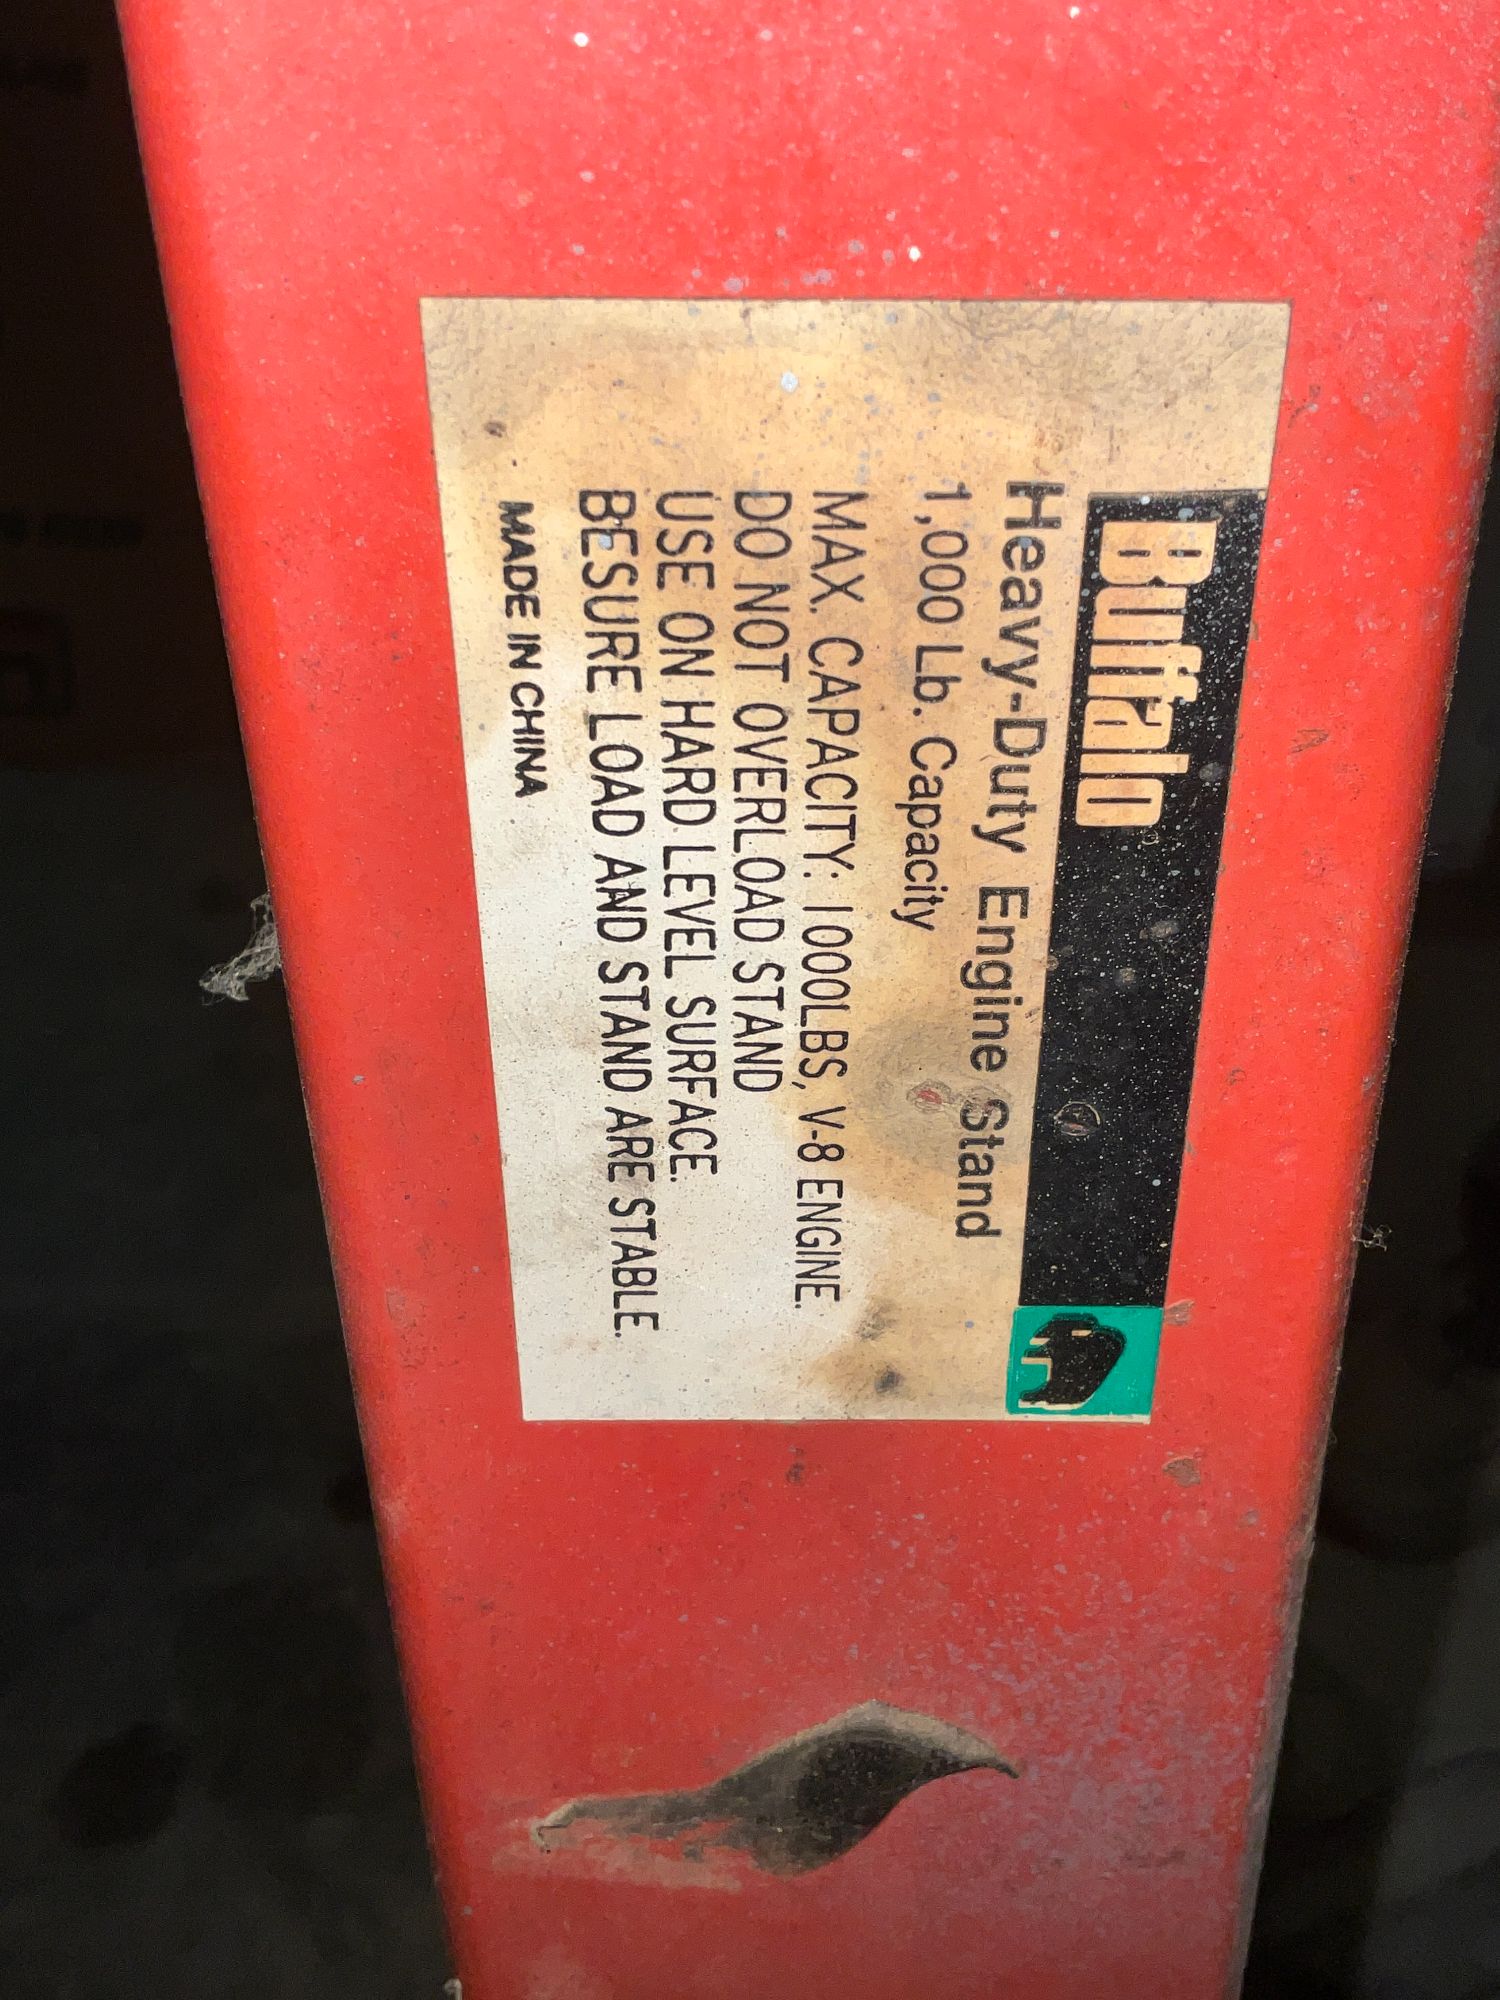 Buffalo
Heavy-Duty Engine Stand
1,000 Lb. Capacity
MAX. CAPACITY: 1000LBS, V-8 ENGINE.
DO NOT OVERLOAD STAND
USE ON HARD LEVEL SURFACE.
BESURE LOAD AND STAND ARE STABLE.
MADE IN CHINA